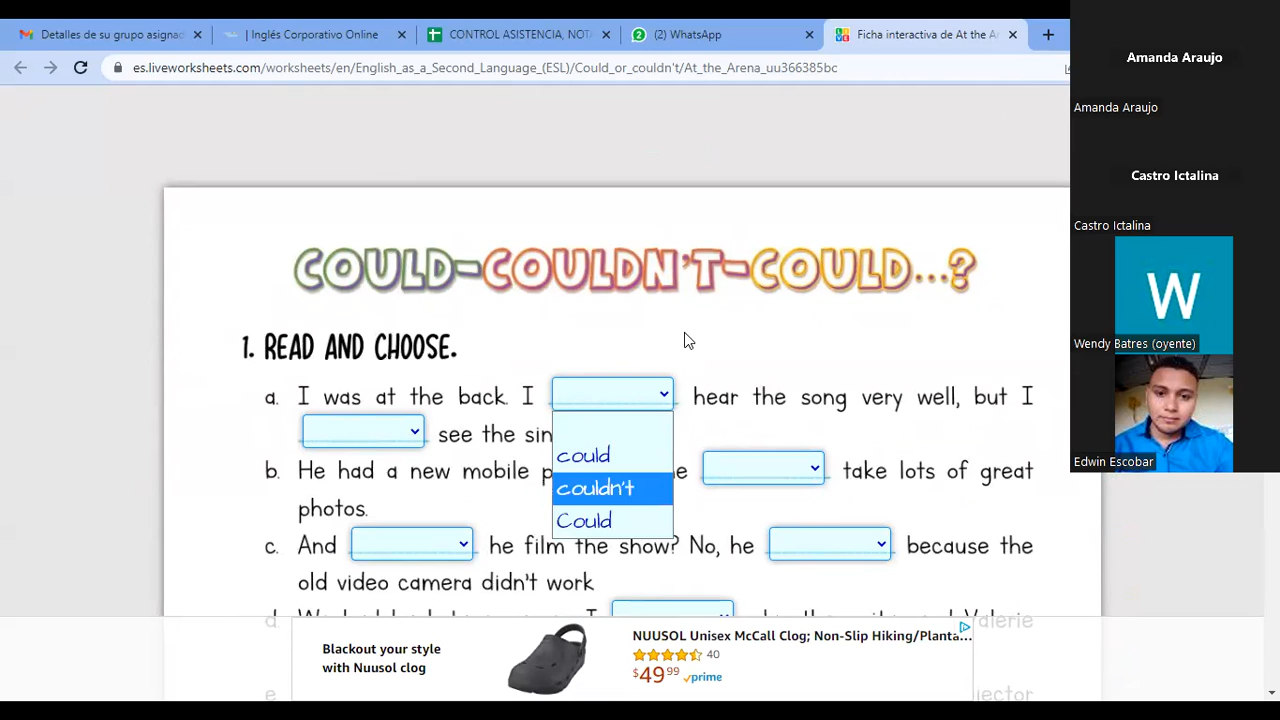 Detalles de su grupo asignad
| Inglés Corporativo Online
CONTROL ASISTENCIA, NOTA
(2) WhatsApp
Ficha interactiva de At the Ar
es.liveworksheets.com/worksheets/en/English_as_a_Second_Language_(ESL)/Could_or_couldn't/At_the_Arena_uu366385bc
COULD-COULDN'T-COULD...?
1. READ AND CHOOSE.
a. I was at the back. I hear the song very well, but I
see the sin
could
couldn't
Could
b. He had a new mobile p e take lots of great
photos.
c. And he film the show? No, he because the
old video camera didn't work
Valerie
e
jector
Blackout your style
with Nuusol clog
NUUSOL Unisex McCall Clog; Non-Slip Hiking/Planta...
40
$49.99
prime
Amanda Araujo
Amanda Araujo
Castro Ictalina
Castro Ictalina
W
Wendy Batres (oyente)
Edwin Escobar